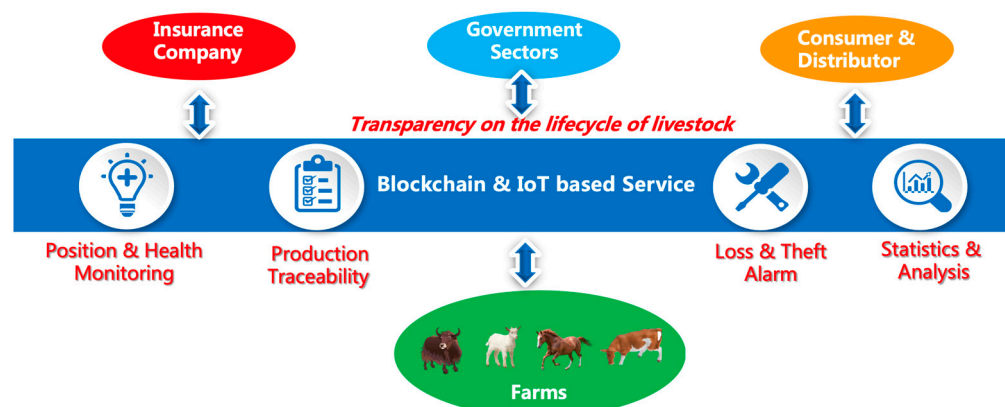 Insurance
Company
Government
Sectors
Consumer &
Distributor
Transparency on the lifecycle of livestock
Blockchain & IoT based Service
Position & Health
Monitoring
Production
Traceability
Loss & Theft
Alarm
Statistics &
Analysis
Farms